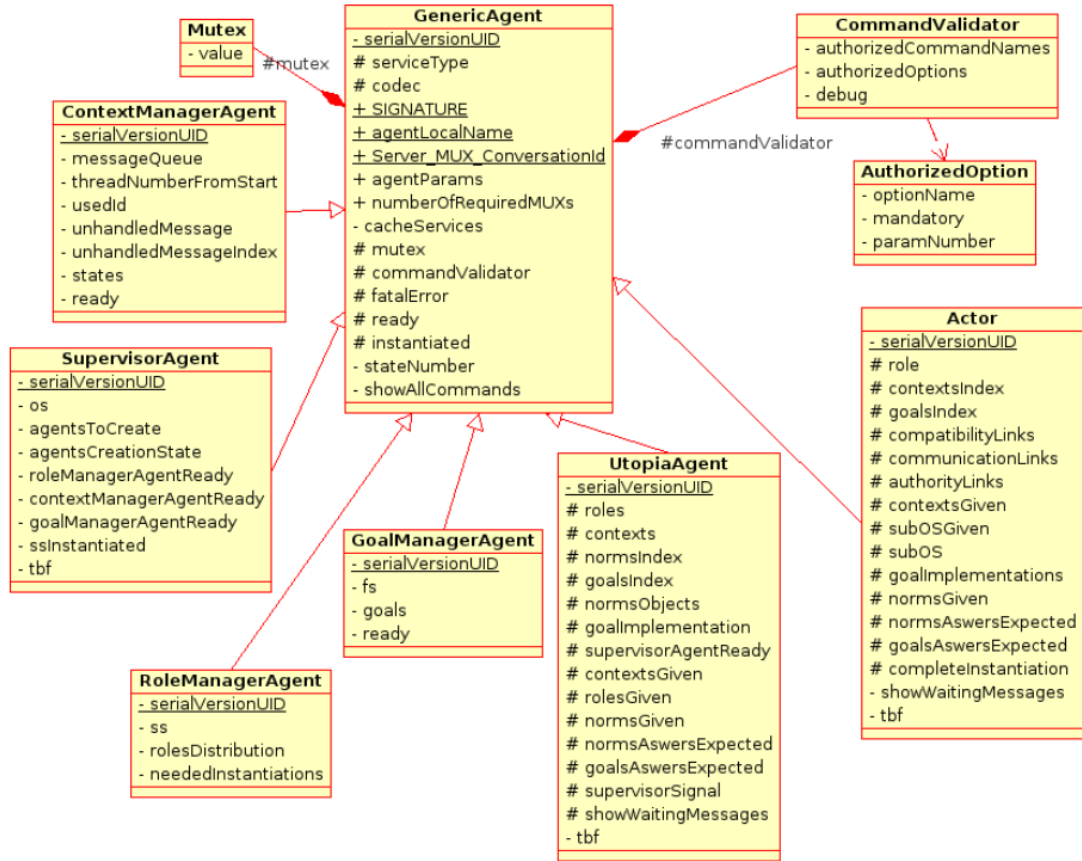 Mutex
- value
#mutex
GenericAgent
- serialVersionUID
# serviceType
# codec
+ SIGNATURE
+ agentLocalName
+ Server_MUX_ConversationId
+ agentParams
+ numberOfRequiredMUXs
- cacheServices
# mutex
# commandValidator
# fatalError
# ready
# instantiated
- stateNumber
- showAllCommands
CommandValidator
- authorizedCommandNames
- authorizedOptions
- debug
#commandValidator
AuthorizedOption
- optionName
- mandatory
- paramNumber
ContextManagerAgent
- serialVersionUID
- messageQueue
- threadNumberFromStart
- usedId
- unhandledMessage
- unhandledMessageIndex
- states
- ready
SupervisorAgent
- serialVersionUID
- os
- agentsToCreate
- agentsCreationState
- roleManagerAgentReady
- contextManagerAgentReady
- goalManagerAgentReady
- ssInstantiated
- tbf
RoleManagerAgent
- serialVersionUID
- ss
- rolesDistribution
- neededInstantiations
GoalManagerAgent
- serialVersionUID
- fs
- goals
- ready
UtopiaAgent
- serialVersionUID
# roles
# contexts
# normsIndex
# goalsIndex
# normsObjects
# goalImplementation
# supervisorAgentReady
# contextsGiven
# rolesGiven
# normsGiven
# normsAswersExpected
# goalsAswersExpected
# supervisorSignal
# showWaitingMessages
- tbf
Actor
- serialVersionUID
# role
# contextsIndex
# goalsIndex
# compatibilityLinks
# communicationLinks
# authorityLinks
# contextsGiven
# subOSGiven
# subOS
# goalImplementations
# normsGiven
# normsAswersExpected
# goalsAswersExpected
# completeInstantiation
- showWaitingMessages
- tbf